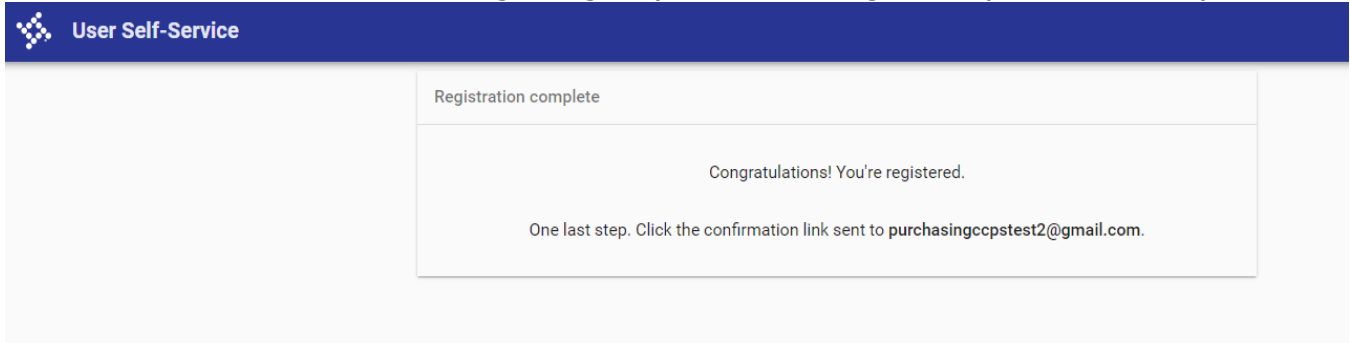 User Self-Service
Registration complete
Congratulations! You're registered.
One last step. Click the confirmation link sent to purchasingccpstest2@gmail.com.